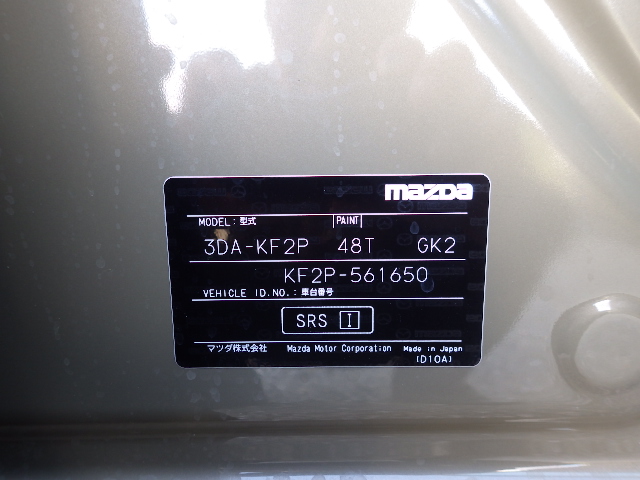 mazda
MODEL: 型式 PAINT
3DA-KF2P 48T GK2
KF2P-561650
VEHICLE ID.NO.: 車台番号
SRS I
マツダ株式会社 Mazda Motor Corporation Made in Japan
(D10A)